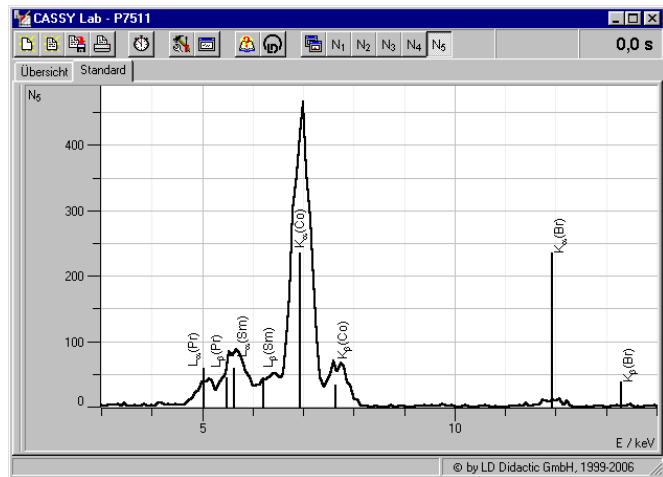 CASSY Lab - P7511
N₁ N₂ N₃ N₄ N₅ 0,0 s
Übersicht Standard
N₅
400
300
200
100
0
Lα(Pr)
Lβ(Pr)
Lα(Sm)
Lβ(Sm)
Kα(Co)
Kβ(Co)
Kα(Br)
Kβ(Br)
5 10
E / keV
© by LD Didactic GmbH, 1999-2006